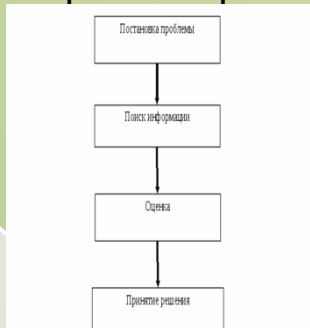 Постановка проблемы
Поиск информации
Оценка
Принятие решения